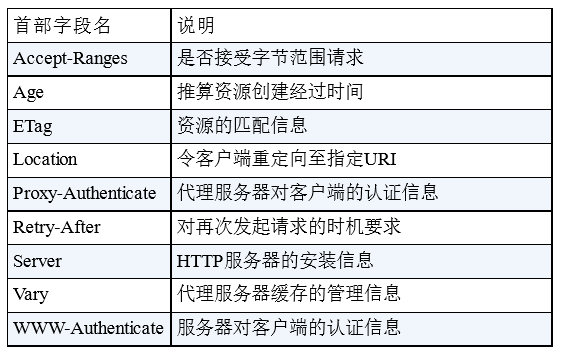 首部字段名 说明
Accept-Ranges 是否接受字节范围请求
Age 推算资源创建经过时间
ETag 资源的匹配信息
Location 令客户端重定向至指定URI
Proxy-Authenticate 代理服务器对客户端的认证信息
Retry-After 对再次发起请求的时机要求
Server HTTP服务器的安装信息
Vary 代理服务器缓存的管理信息
WWW-Authenticate 服务器对客户端的认证信息